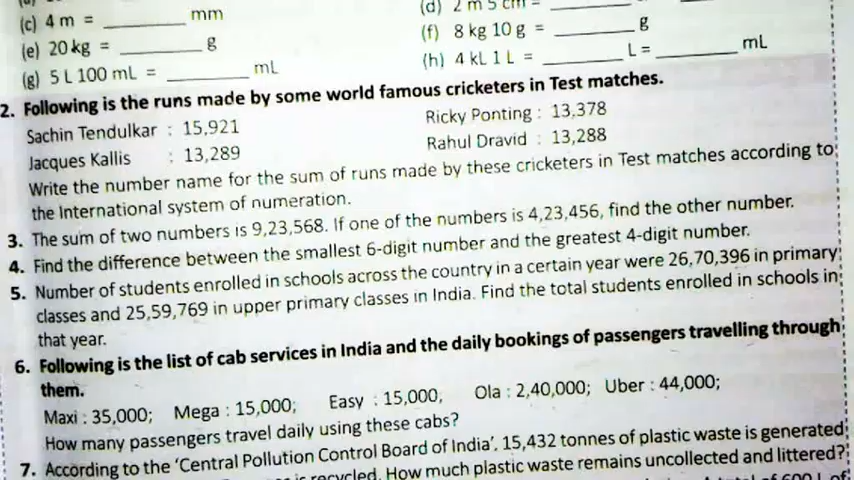 (c) 4 m = ________ mm
(d) 2 m 5 cm =
(e) 20 kg = ________ g
(f) 8 kg 10 g = ________ g
(g) 5 L 100 mL = ________ mL
(h) 4 kL 1 L = ________ L = ________ mL
2. Following is the runs made by some world famous cricketers in Test matches.
Sachin Tendulkar : 15,921 Ricky Ponting : 13,378
Jacques Kallis : 13,289 Rahul Dravid : 13,288
Write the number name for the sum of runs made by these cricketers in Test matches according to
the International system of numeration.
3. The sum of two numbers is 9,23,568. If one of the numbers is 4,23,456, find the other number.
4. Find the difference between the smallest 6-digit number and the greatest 4-digit number.
5. Number of students enrolled in schools across the country in a certain year were 26,70,396 in primary
classes and 25,59,769 in upper primary classes in India. Find the total students enrolled in schools in
that year.
6. Following is the list of cab services in India and the daily bookings of passengers travelling through
them.
Maxi : 35,000; Mega : 15,000; Easy : 15,000, Ola : 2,40,000; Uber : 44,000;
How many passengers travel daily using these cabs?
7. According to the 'Central Pollution Control Board of India', 15,432 tonnes of plastic waste is generated
is recycled. How much plastic waste remains uncollected and littered?
of 600 L of